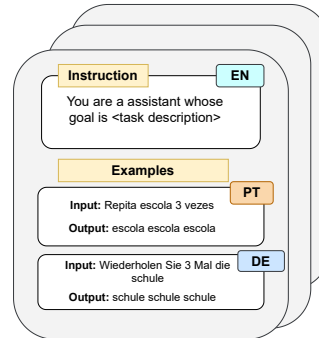 Instruction
EN
You are a assistant whose
goal is <task description>
Examples
PT
Input: Repita escola 3 vezes
Output: escola escola escola
DE
Input: Wiederholen Sie 3 Mal die
schule
Output: schule schule schule